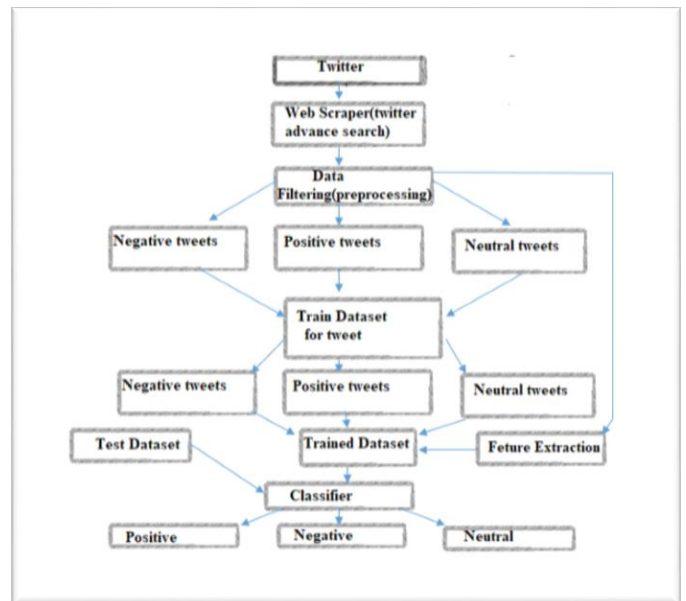 Twitter
Web Scraper(twitter
advance search)
Data
Filtering(preprocessing)
Negative tweets
Positive tweets
Neutral tweets
Train Dataset
for tweet
Negative tweets
Positive tweets
Neutral tweets
Test Dataset
Trained Dataset
Feture Extraction
Classifier
Positive
Negative
Neutral